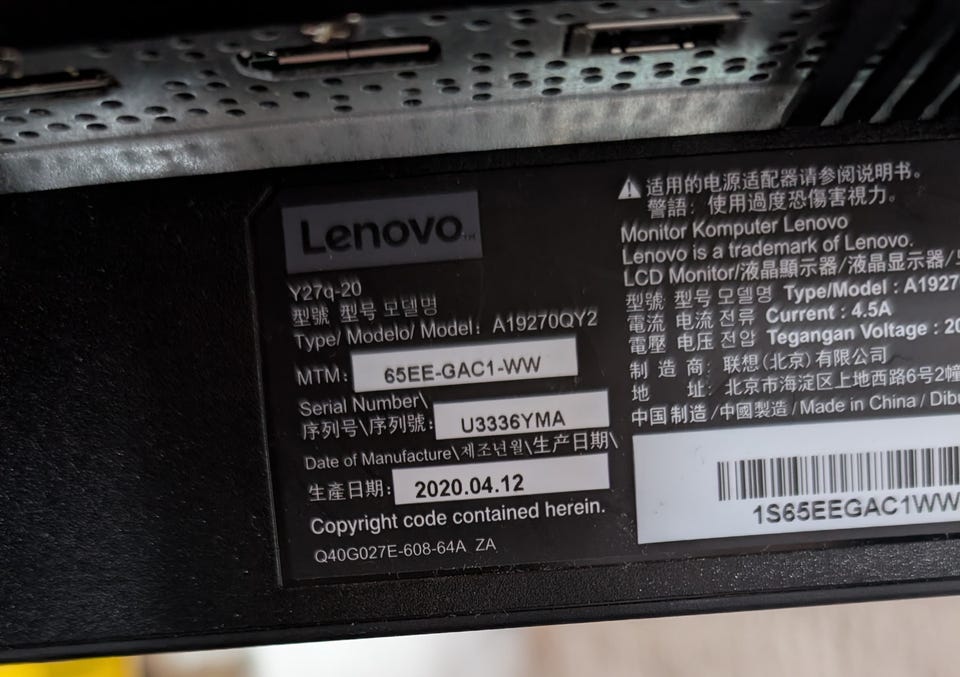 Lenovo™
Y27q-20
型號 型号 모델명
Type/ Modelo/ Model: A19270QY2
MTM: 65EE-GAC1-WW
Serial Number\
序列号\序列號: U3336YMA
Date of Manufacture\제조년월\生产日期\
生產日期: 2020.04.12
Copyright code contained herein.
Q40G027E-608-64A ZA
适用的电源适配器请参阅说明书。
警語: 使用過度恐傷害視力。
Monitor Komputer Lenovo
Lenovo is a trademark of Lenovo.
LCD Monitor/液晶顯示器/液晶显示器/
型號 型号 모델명 Type/Model : A1927
電流 电流 전류 Current : 4.5A
電壓 电压 전압 Tegangan Voltage : 20
制 造 商: 联想(北京)有限公司
地 址: 北京市海淀区上地西路6号2幢
中国制造/中國製造/Made in China / Dibu
1S65EEGAC1WW